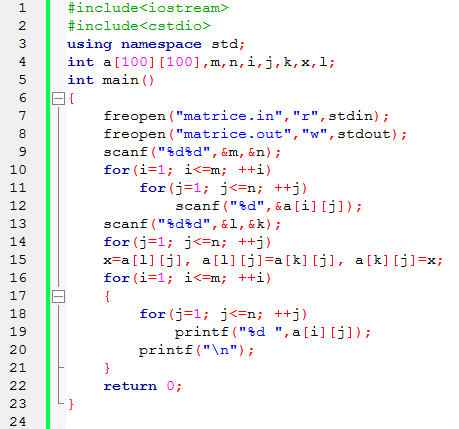 1 #include<iostream>
2 #include<cstdio>
3 using namespace std;
4 int a[100][100],m,n,i,j,k,x,l;
5 int main()
6 {
7 freopen("matrice.in","r",stdin);
8 freopen("matrice.out","w",stdout);
9 scanf("%d%d",&m,&n);
10 for(i=1; i<=m; ++i)
11 for(j=1; j<=n; ++j)
12 scanf("%d",&a[i][j]);
13 scanf("%d%d",&l,&k);
14 for(j=1; j<=n; ++j)
15 x=a[l][j], a[l][j]=a[k][j], a[k][j]=x;
16 for(i=1; i<=m; ++i)
17 {
18 for(j=1; j<=n; ++j)
19 printf("%d ",a[i][j]);
20 printf("\n");
21 }
22 return 0;
23 }
24